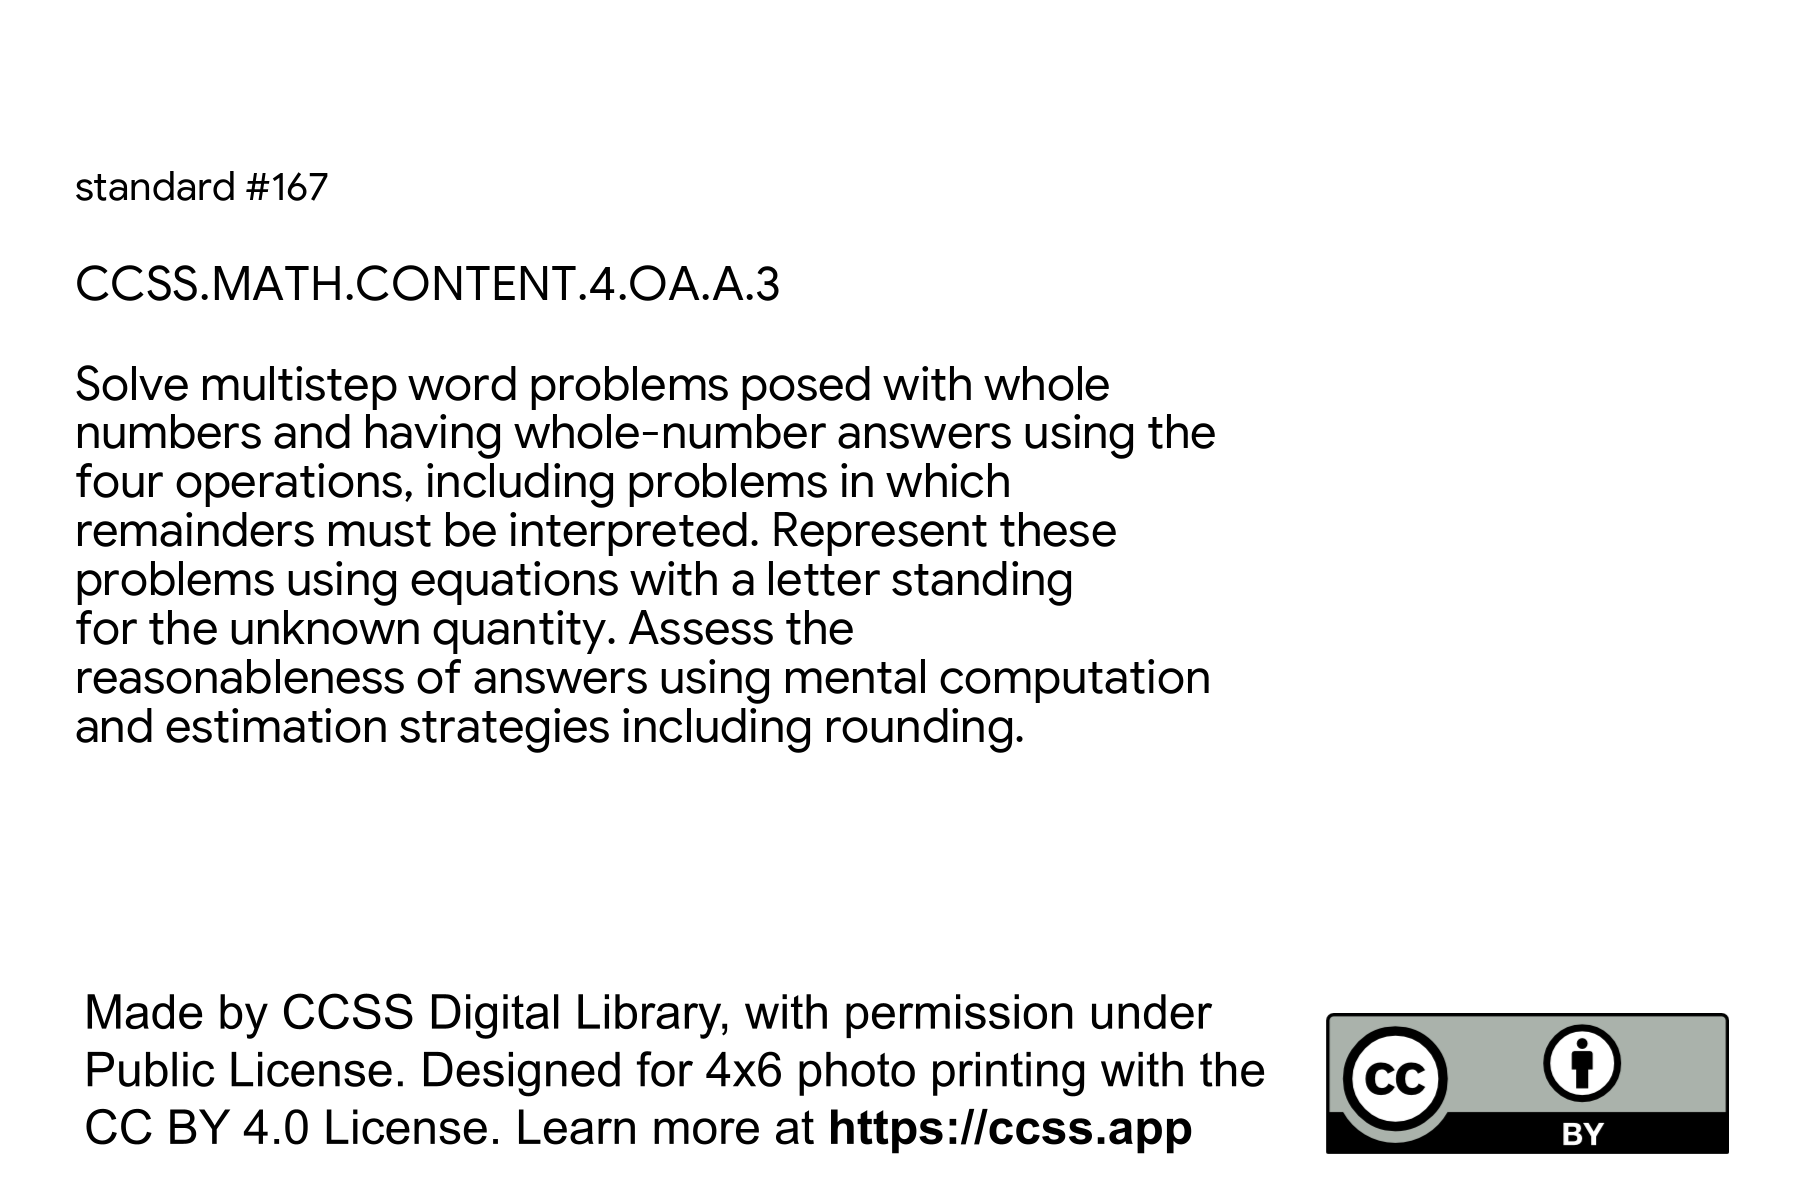 standard #167
CCSS.MATH.CONTENT.4.OA.A.3
Solve multistep word problems posed with whole
numbers and having whole-number answers using the
four operations, including problems in which
remainders must be interpreted. Represent these
problems using equations with a letter standing
for the unknown quantity. Assess the
reasonableness of answers using mental computation
and estimation strategies including rounding.
Made by CCSS Digital Library, with permission under
Public License. Designed for 4x6 photo printing with the
CC BY 4.0 License. Learn more at https://ccss.app
CC
BY